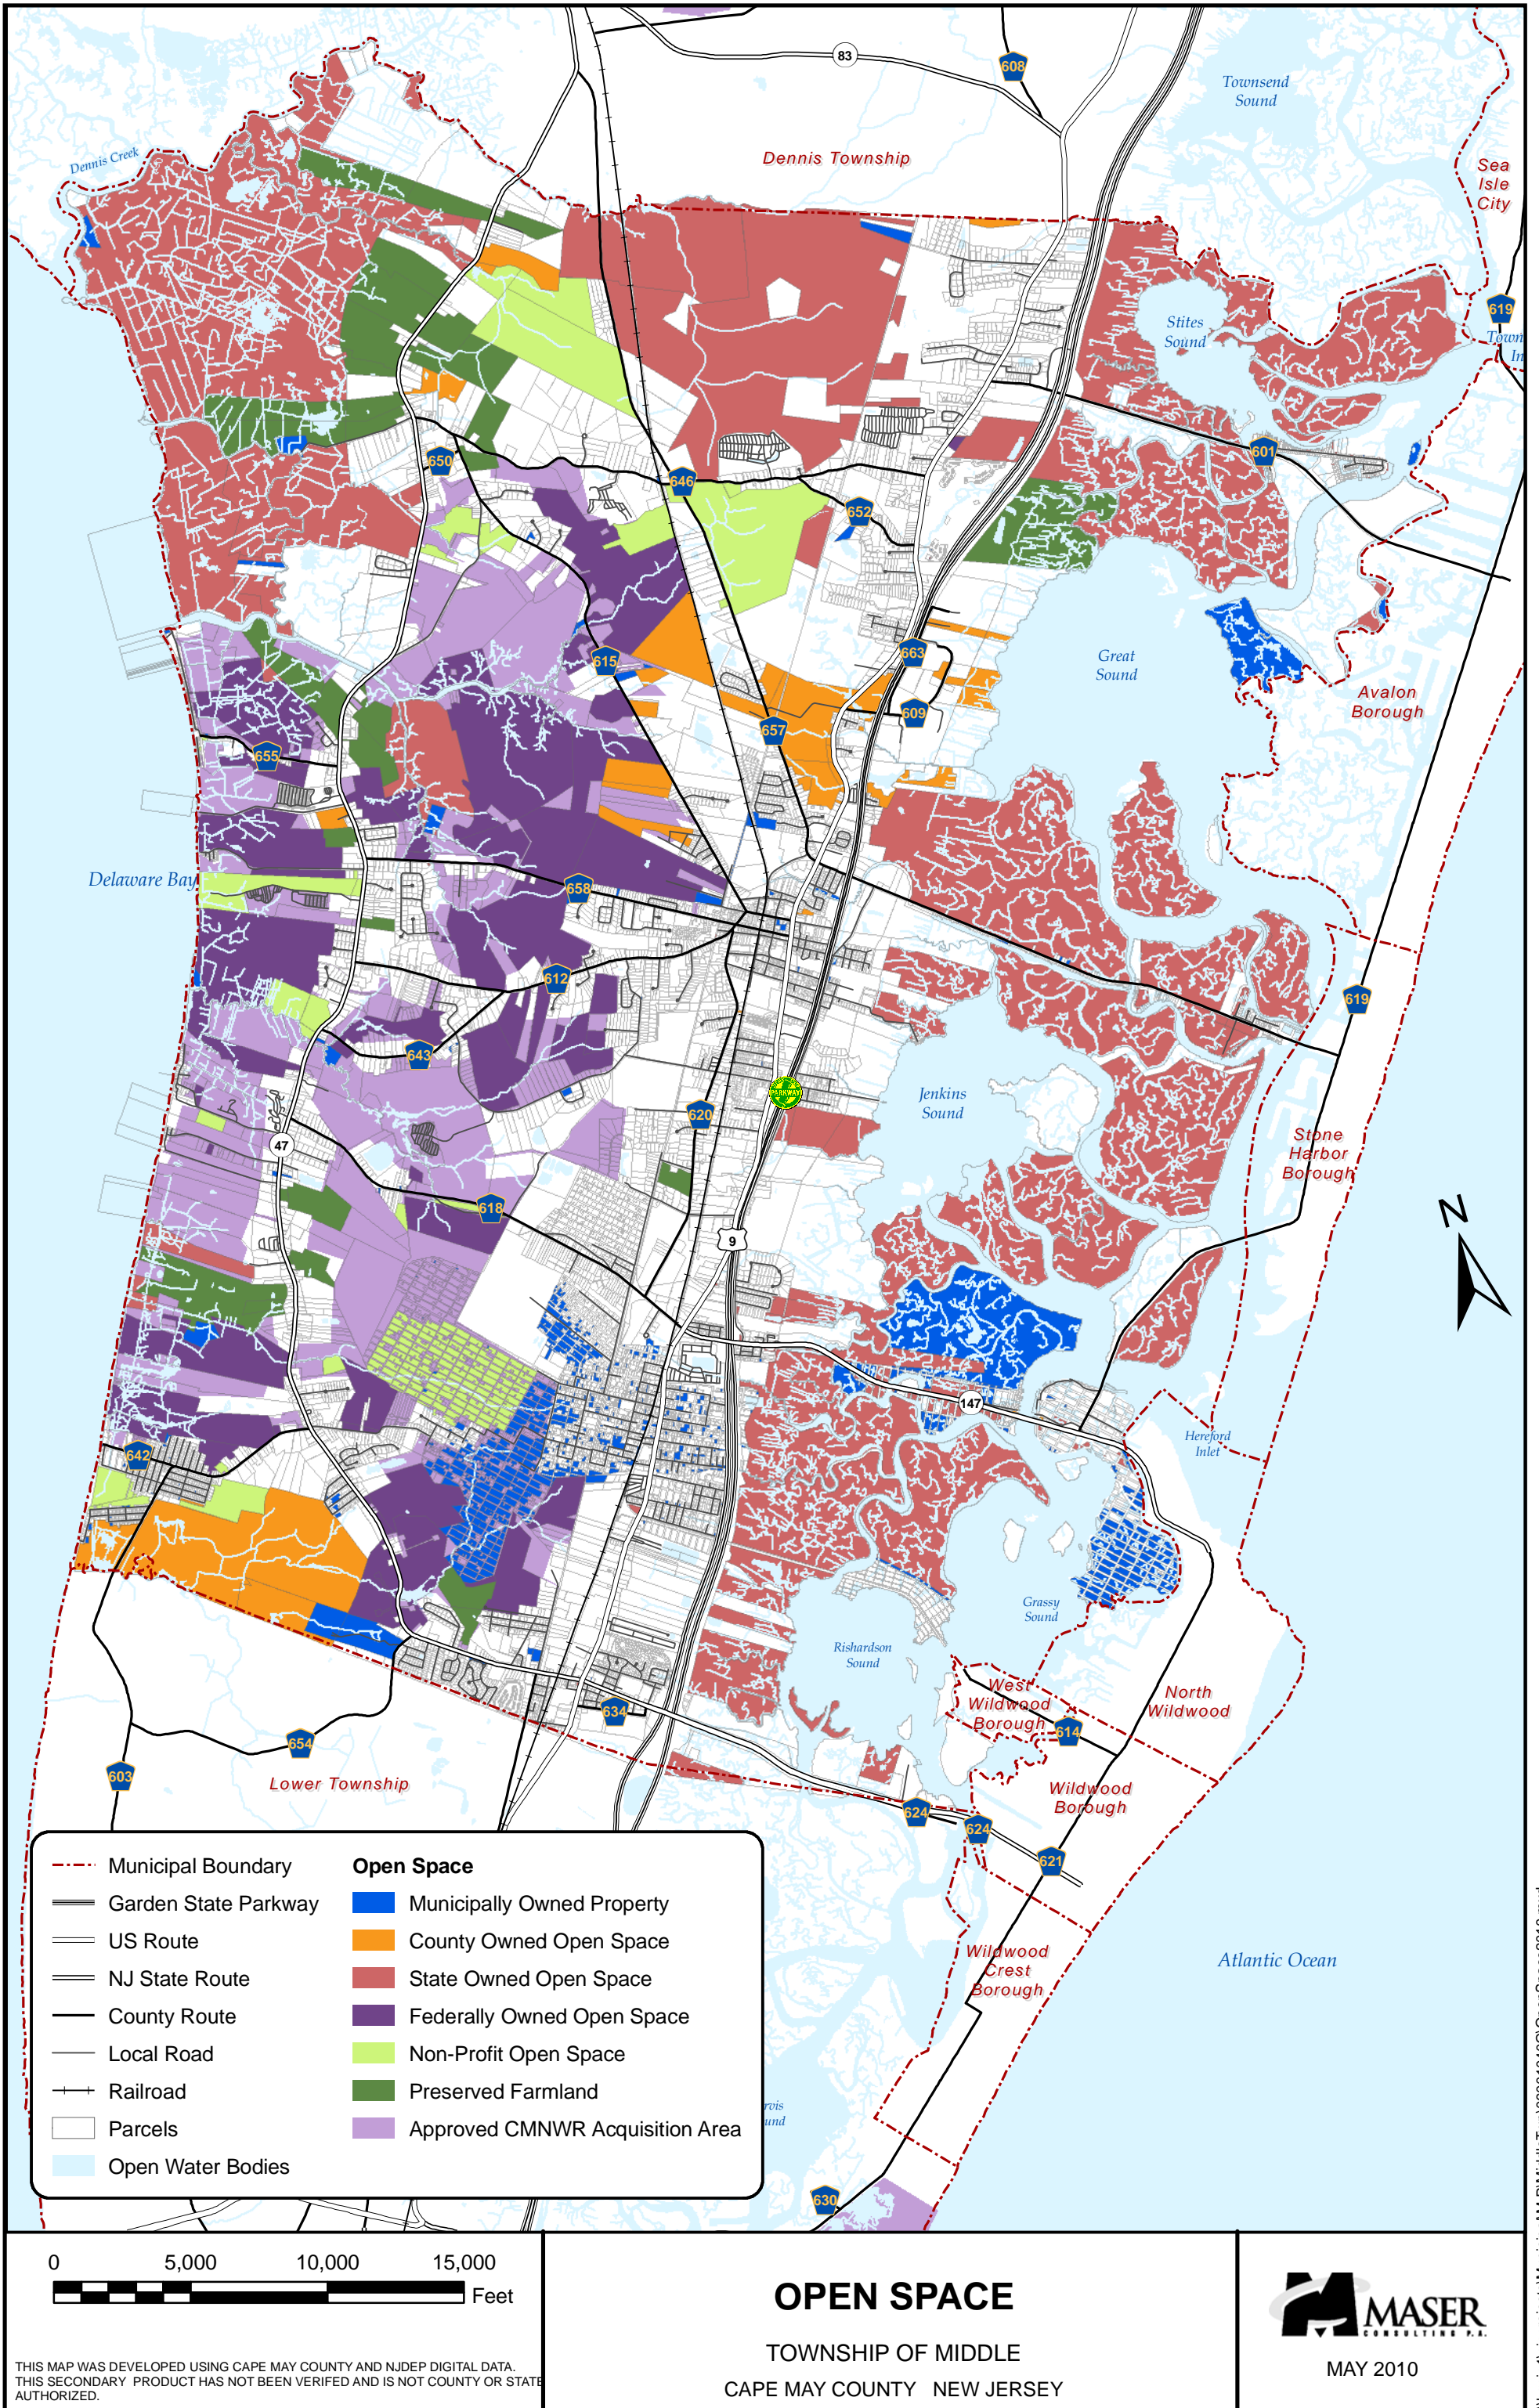 83
608
Townsend
Sound
Dennis Township
Sea
Isle
City
Dennis Creek
619
Stites
Sound
Town
In
601
650
646
652
Great
Sound
663
615
609
Avalon
Borough
657
655
Delaware Bay
658
612
619
643
Jenkins
Sound
PARKWAY
620
47
Stone
Harbor
Borough
618
N
9
147
Hereford
Inlet
642
Grassy
Sound
Rishardson
Sound
West
Wildwood
Borough
North
Wildwood
634
614
654
603
Lower Township
Wildwood
Borough
624
624
621
Wildwood
Crest
Borough
Atlantic Ocean
rvis
und
630
Municipal Boundary
Garden State Parkway
US Route
NJ State Route
County Route
Local Road
Railroad
Parcels
Open Water Bodies
Open Space
Municipally Owned Property
County Owned Open Space
State Owned Open Space
Federally Owned Open Space
Non-Profit Open Space
Preserved Farmland
Approved CMNWR Acquisition Area
0 5,000 10,000 15,000
Feet
THIS MAP WAS DEVELOPED USING CAPE MAY COUNTY AND NJDEP DIGITAL DATA.
THIS SECONDARY PRODUCT HAS NOT BEEN VERIFED AND IS NOT COUNTY OR STATE
AUTHORIZED.
OPEN SPACE
TOWNSHIP OF MIDDLE
CAPE MAY COUNTY NEW JERSEY
MASER
CONSULTING P.A.
MAY 2010